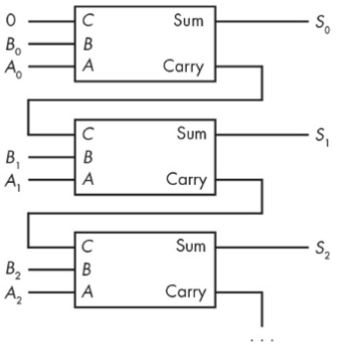 0 C Sum S₀
B₀ B
A₀ A Carry
C Sum S₁
B₁ B
A₁ A Carry
C Sum S₂
B₂ B
A₂ A Carry
...